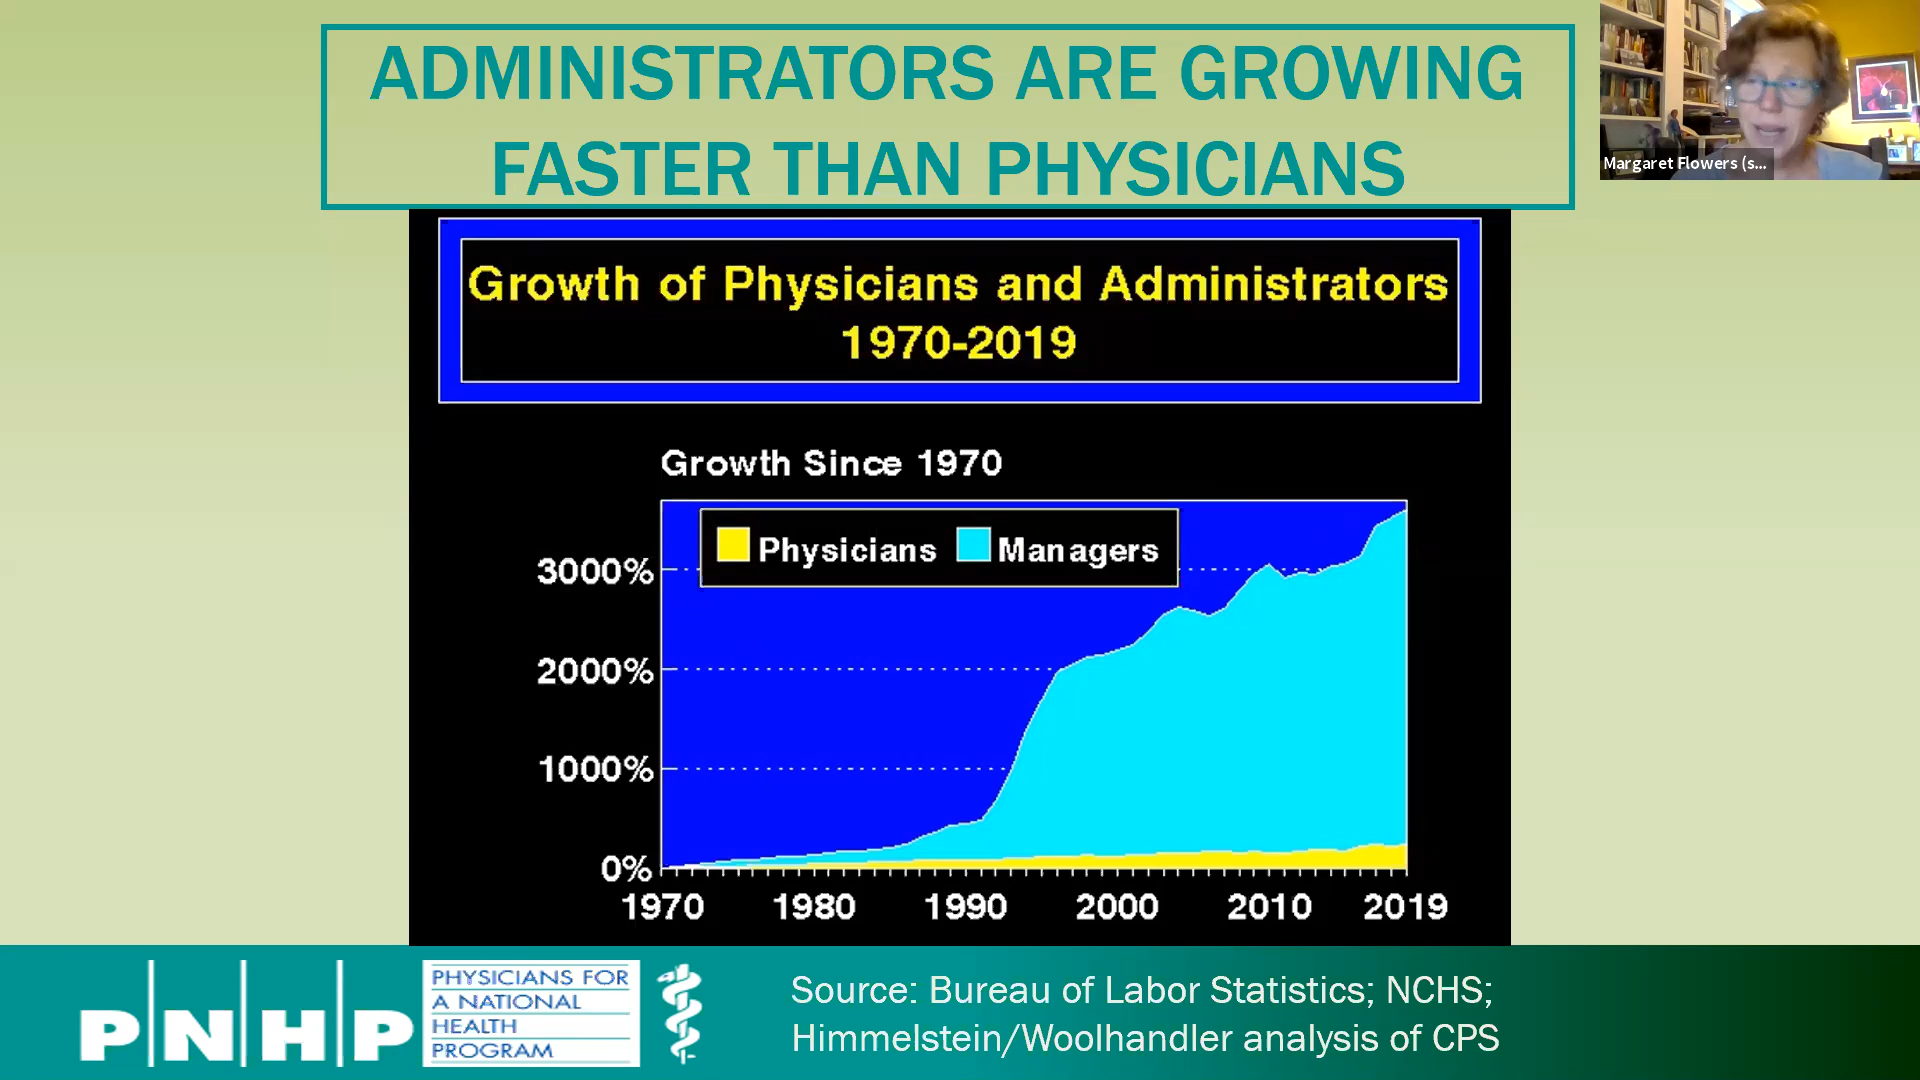 ADMINISTRATORS ARE GROWING
FASTER THAN PHYSICIANS
Margaret Flowers (s...
Growth of Physicians and Administrators
1970-2019
Growth Since 1970
Physicians
Managers
3000%
2000%
1000%
0%
1970 1980 1990 2000 2010 2019
PNHP
PHYSICIANS FOR
A NATIONAL
HEALTH
PROGRAM
Source: Bureau of Labor Statistics; NCHS;
Himmelstein/Woolhandler analysis of CPS